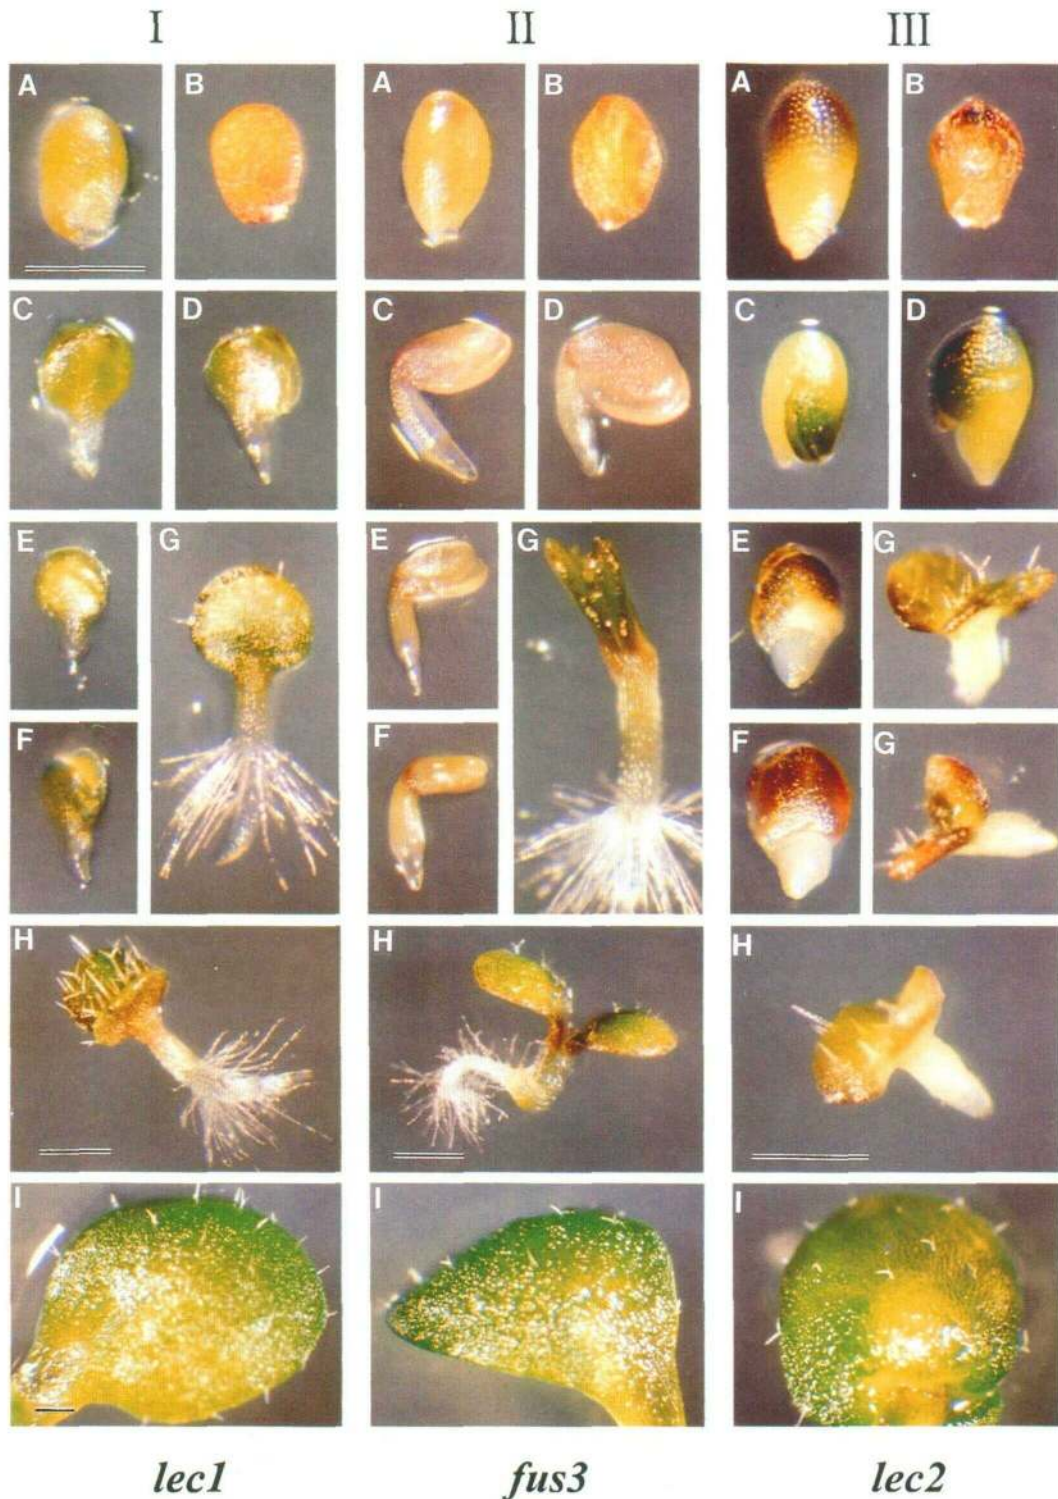 I II III
A B A B A B
C D C D C D
E G E G E G
F F F G
H H H
I I I
lec1 fus3 lec2